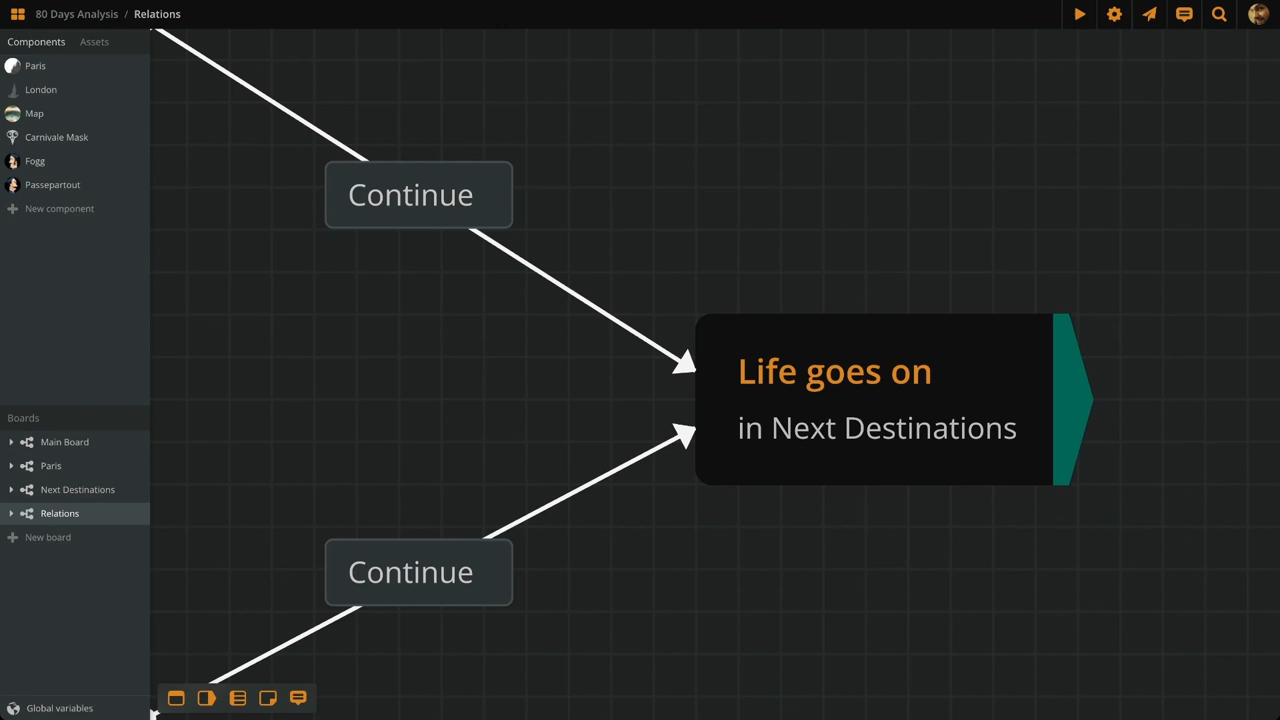 80 Days Analysis / Relations
Components Assets
Paris
London
Map
Carnivale Mask
Fogg
Passepartout
New component
Continue
Life goes on
in Next Destinations
Continue
Boards
Main Board
Paris
Next Destinations
Relations
New board
Global variables